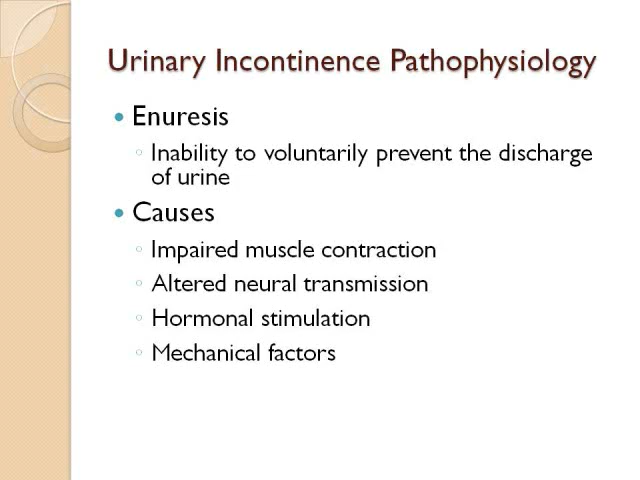 Urinary Incontinence Pathophysiology
• Enuresis
◦ Inability to voluntarily prevent the discharge
of urine
• Causes
◦ Impaired muscle contraction
◦ Altered neural transmission
◦ Hormonal stimulation
◦ Mechanical factors